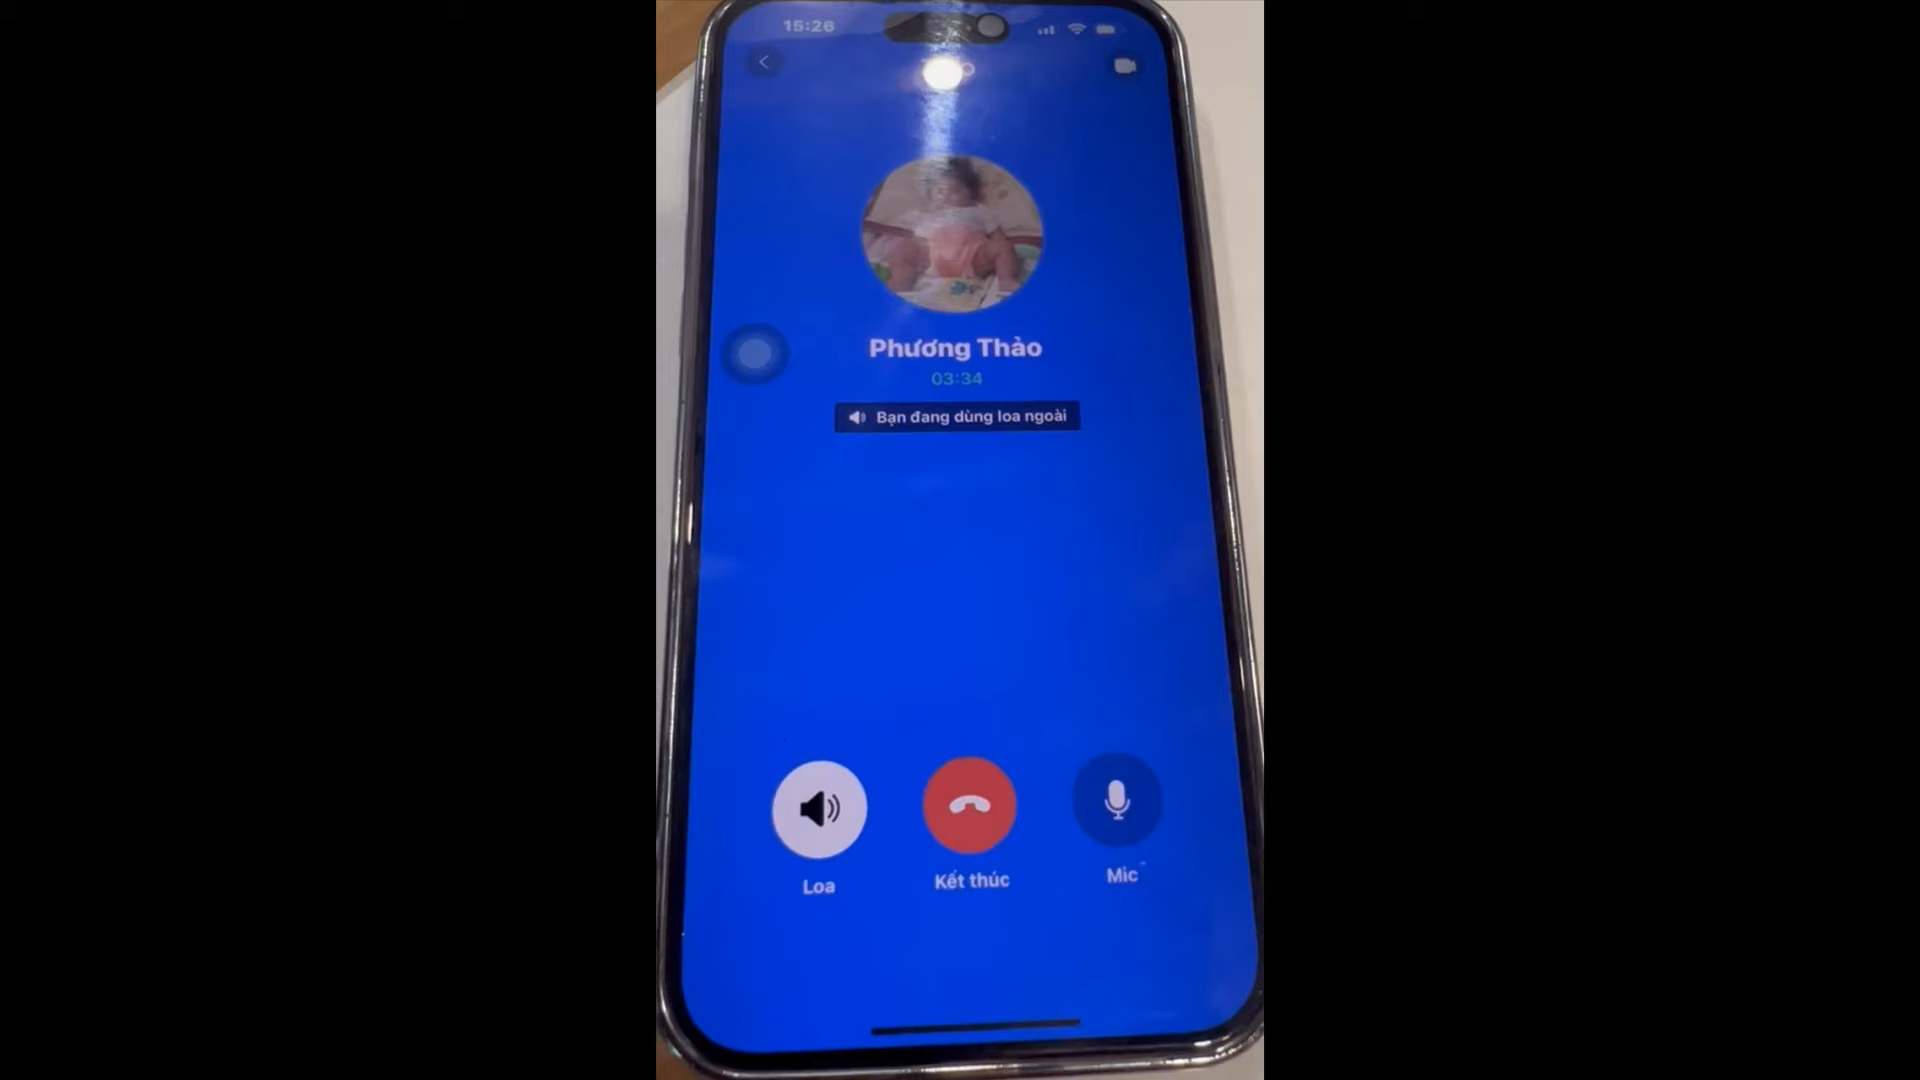 15:26
Phương Thảo
03:34
Bạn đang dùng loa ngoài
Loa
Kết thúc
Mic